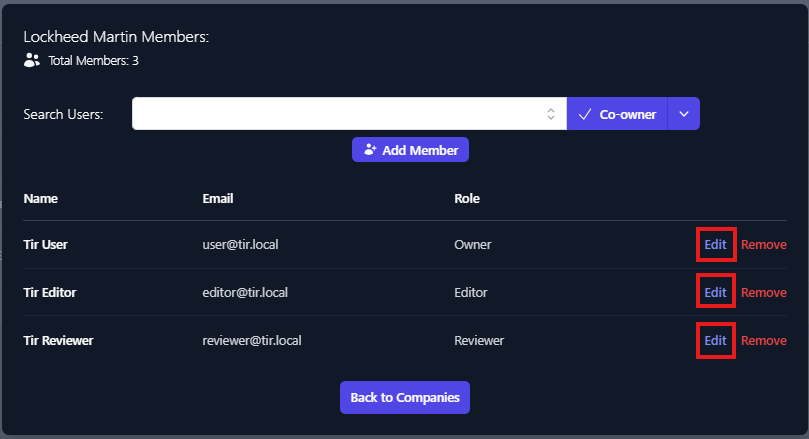 Lockheed Martin Members:
Total Members: 3
Search Users: Co-owner
Add Member
Name Email Role
Tir User user@tir.local Owner Edit Remove
Tir Editor editor@tir.local Editor Edit Remove
Tir Reviewer reviewer@tir.local Reviewer Edit Remove
Back to Companies